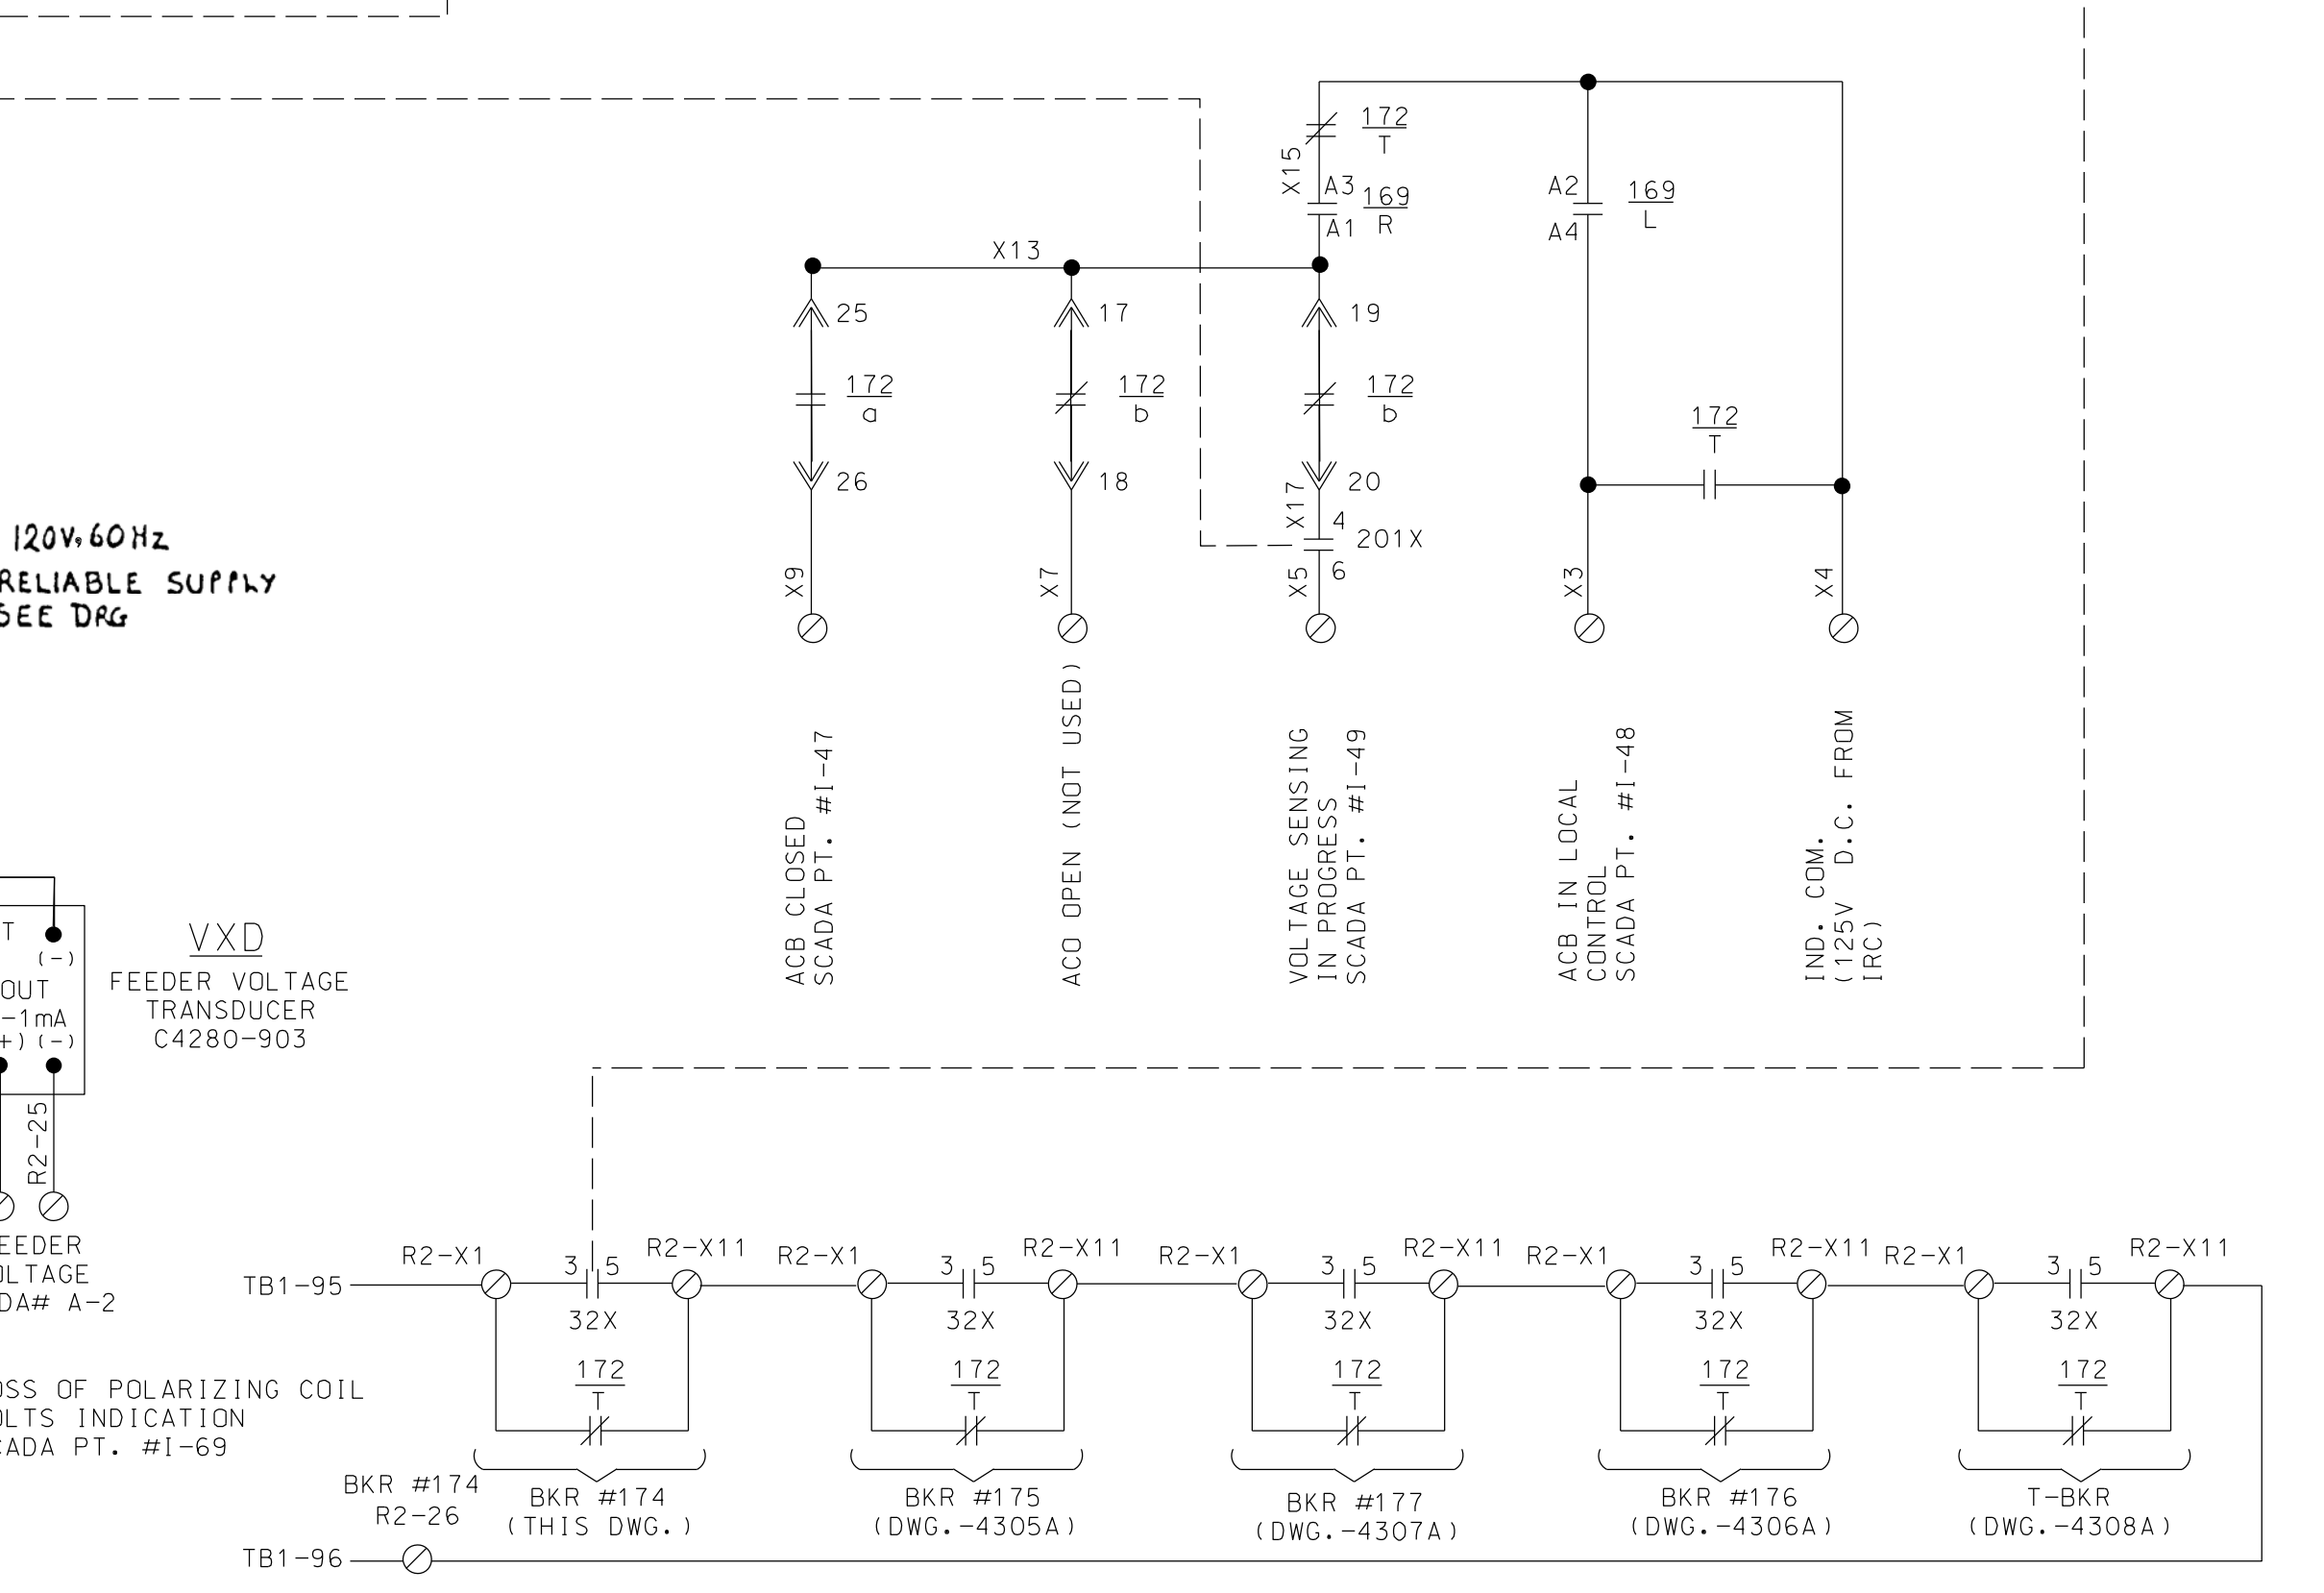 172
T
X15
A3
169
R
A1
A2
169
L
A4
X13
25
17
19
172
a
172
b
172
b
172
T
26
18
20
X17
4
201X
6
X9
X7
X5
X3
X4
120V, 60Hz
RELIABLE SUPPLY
SEE DRG
ACB CLOSED
SCADA PT. #I-47
ACO OPEN (NOT USED)
VOLTAGE SENSING
IN PROGRESS
SCADA PT. #I-49
ACB IN LOCAL
CONTROL
SCADA PT. #I-48
IND. COM.
(125V D.C. FROM
IRC)
T
(-)
OUT
-1mA
+) (-)
VXD
FEEDER VOLTAGE
TRANSDUCER
C4280-903
R2-25
EEDER
OLTAGE
DA# A-2
OSS OF POLARIZING COIL
OLTS INDICATION
CADA PT. #I-69
TB1-95
R2-X1
3 5
R2-X11
32X
172
T
BKR #174
(THIS DWG.)
R2-X1
3 5
R2-X11
32X
172
T
BKR #175
(DWG.-4305A)
R2-X1
3 5
R2-X11
32X
172
T
BKR #177
(DWG.-4307A)
R2-X1
3 5
R2-X11
32X
172
T
BKR #176
(DWG.-4306A)
R2-X1
3 5
R2-X11
32X
172
T
T-BKR
(DWG.-4308A)
BKR #174
R2-26
TB1-96